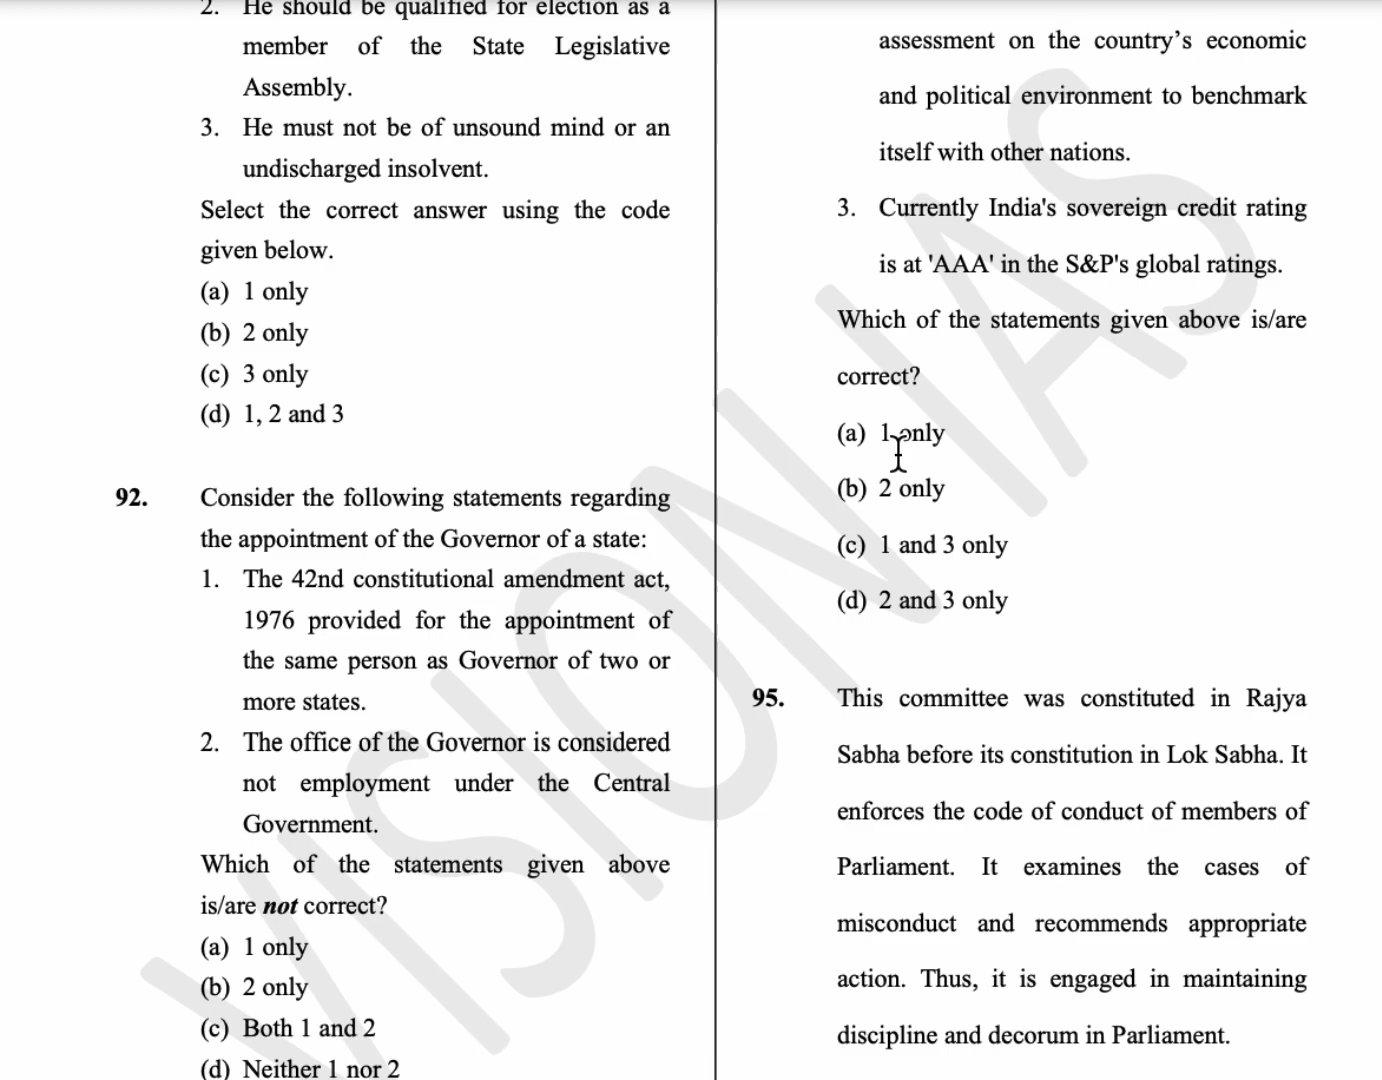 2. He should be qualified for election as a
member of the State Legislative
Assembly.
3. He must not be of unsound mind or an
undischarged insolvent.
Select the correct answer using the code
given below.
(a) 1 only
(b) 2 only
(c) 3 only
(d) 1, 2 and 3
92. Consider the following statements regarding
the appointment of the Governor of a state:
1. The 42nd constitutional amendment act,
1976 provided for the appointment of
the same person as Governor of two or
more states.
2. The office of the Governor is considered
not employment under the Central
Government.
Which of the statements given above
is/are not correct?
(a) 1 only
(b) 2 only
(c) Both 1 and 2
(d) Neither 1 nor 2
assessment on the country's economic
and political environment to benchmark
itself with other nations.
3. Currently India's sovereign credit rating
is at 'AAA' in the S&P's global ratings.
Which of the statements given above is/are
correct?
(a) 1 only
(b) 2 only
(c) 1 and 3 only
(d) 2 and 3 only
95. This committee was constituted in Rajya
Sabha before its constitution in Lok Sabha. It
enforces the code of conduct of members of
Parliament. It examines the cases of
misconduct and recommends appropriate
action. Thus, it is engaged in maintaining
discipline and decorum in Parliament.
VISION IAS